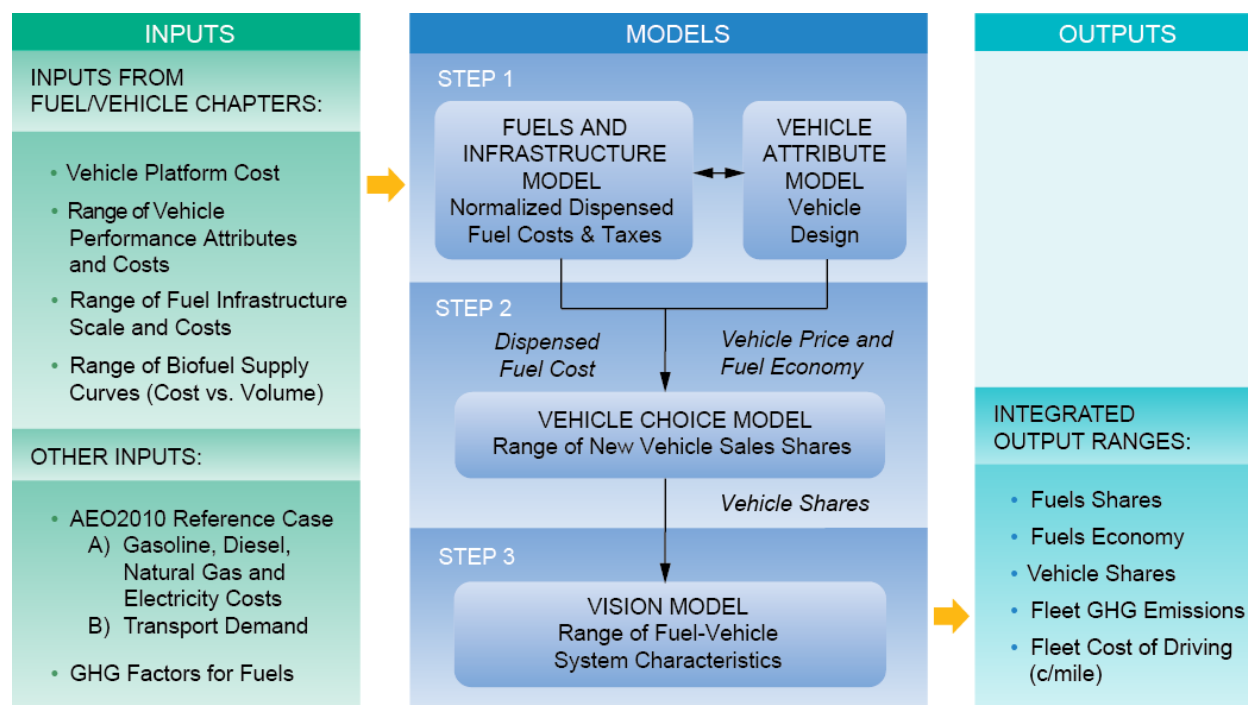 INPUTS
INPUTS FROM
FUEL/VEHICLE CHAPTERS:
• Vehicle Platform Cost
• Range of Vehicle
Performance Attributes
and Costs
• Range of Fuel Infrastructure
Scale and Costs
• Range of Biofuel Supply
Curves (Cost vs. Volume)
OTHER INPUTS:
• AEO2010 Reference Case
A) Gasoline, Diesel,
Natural Gas and
Electricity Costs
B) Transport Demand
• GHG Factors for Fuels
MODELS
STEP 1
FUELS AND
INFRASTRUCTURE
MODEL
Normalized Dispensed
Fuel Costs & Taxes
VEHICLE
ATTRIBUTE
MODEL
Vehicle
Design
STEP 2
Dispensed
Fuel Cost
Vehicle Price and
Fuel Economy
VEHICLE CHOICE MODEL
Range of New Vehicle Sales Shares
Vehicle Shares
STEP 3
VISION MODEL
Range of Fuel-Vehicle
System Characteristics
OUTPUTS
INTEGRATED
OUTPUT RANGES:
• Fuels Shares
• Fuels Economy
• Vehicle Shares
• Fleet GHG Emissions
• Fleet Cost of Driving
(c/mile)